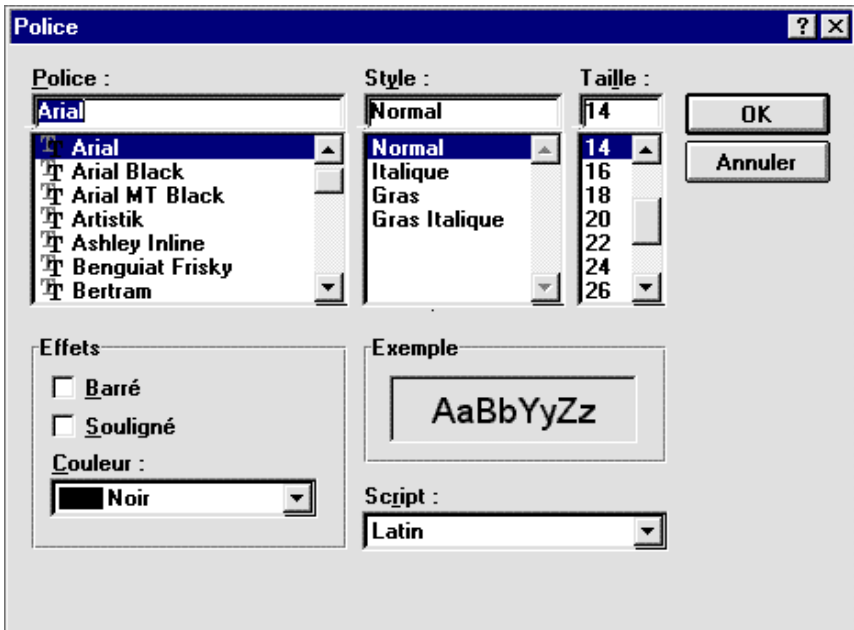 Police
Police :
Arial
Arial
Arial Black
Arial MT Black
Artistik
Ashley Inline
Benguiat Frisky
Bertram
Style :
Normal
Normal
Italique
Gras
Gras Italique
Taille :
14
14
16
18
20
22
24
26
OK
Annuler
Effets
Barré
Souligné
Couleur :
Noir
Exemple
AaBbYyZz
Script :
Latin